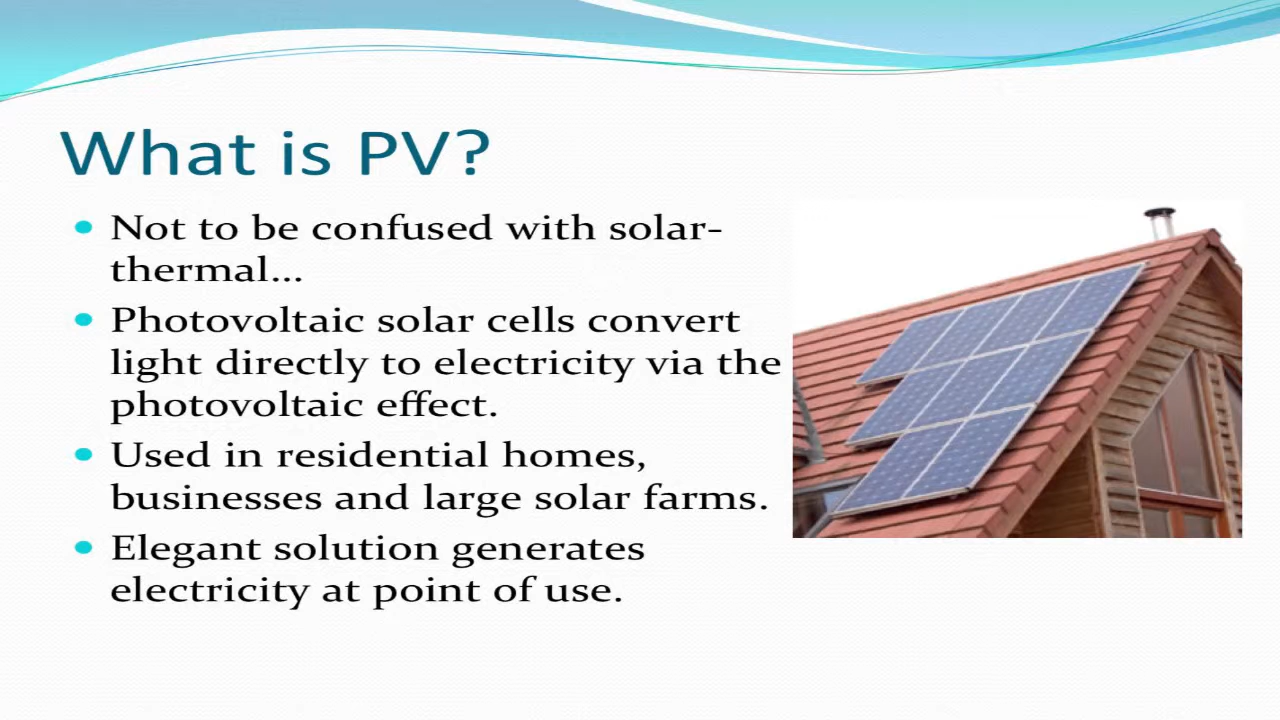 What is PV?
Not to be confused with solar-
thermal...
Photovoltaic solar cells convert
light directly to electricity via the
photovoltaic effect.
Used in residential homes,
businesses and large solar farms.
Elegant solution generates
electricity at point of use.